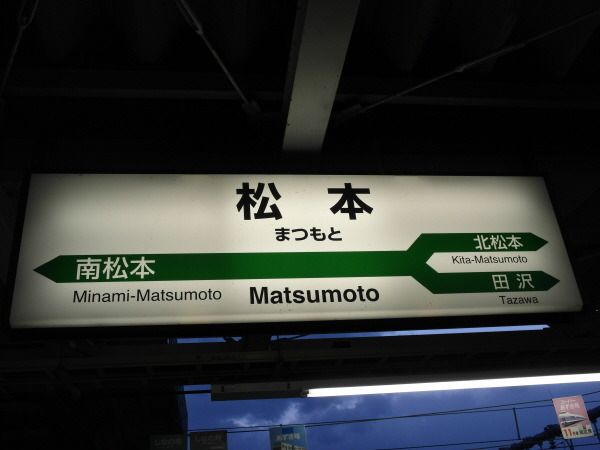 松本
まつもと
南松本
Minami-Matsumoto
Matsumoto
北松本
Kita-Matsumoto
田沢
Tazawa